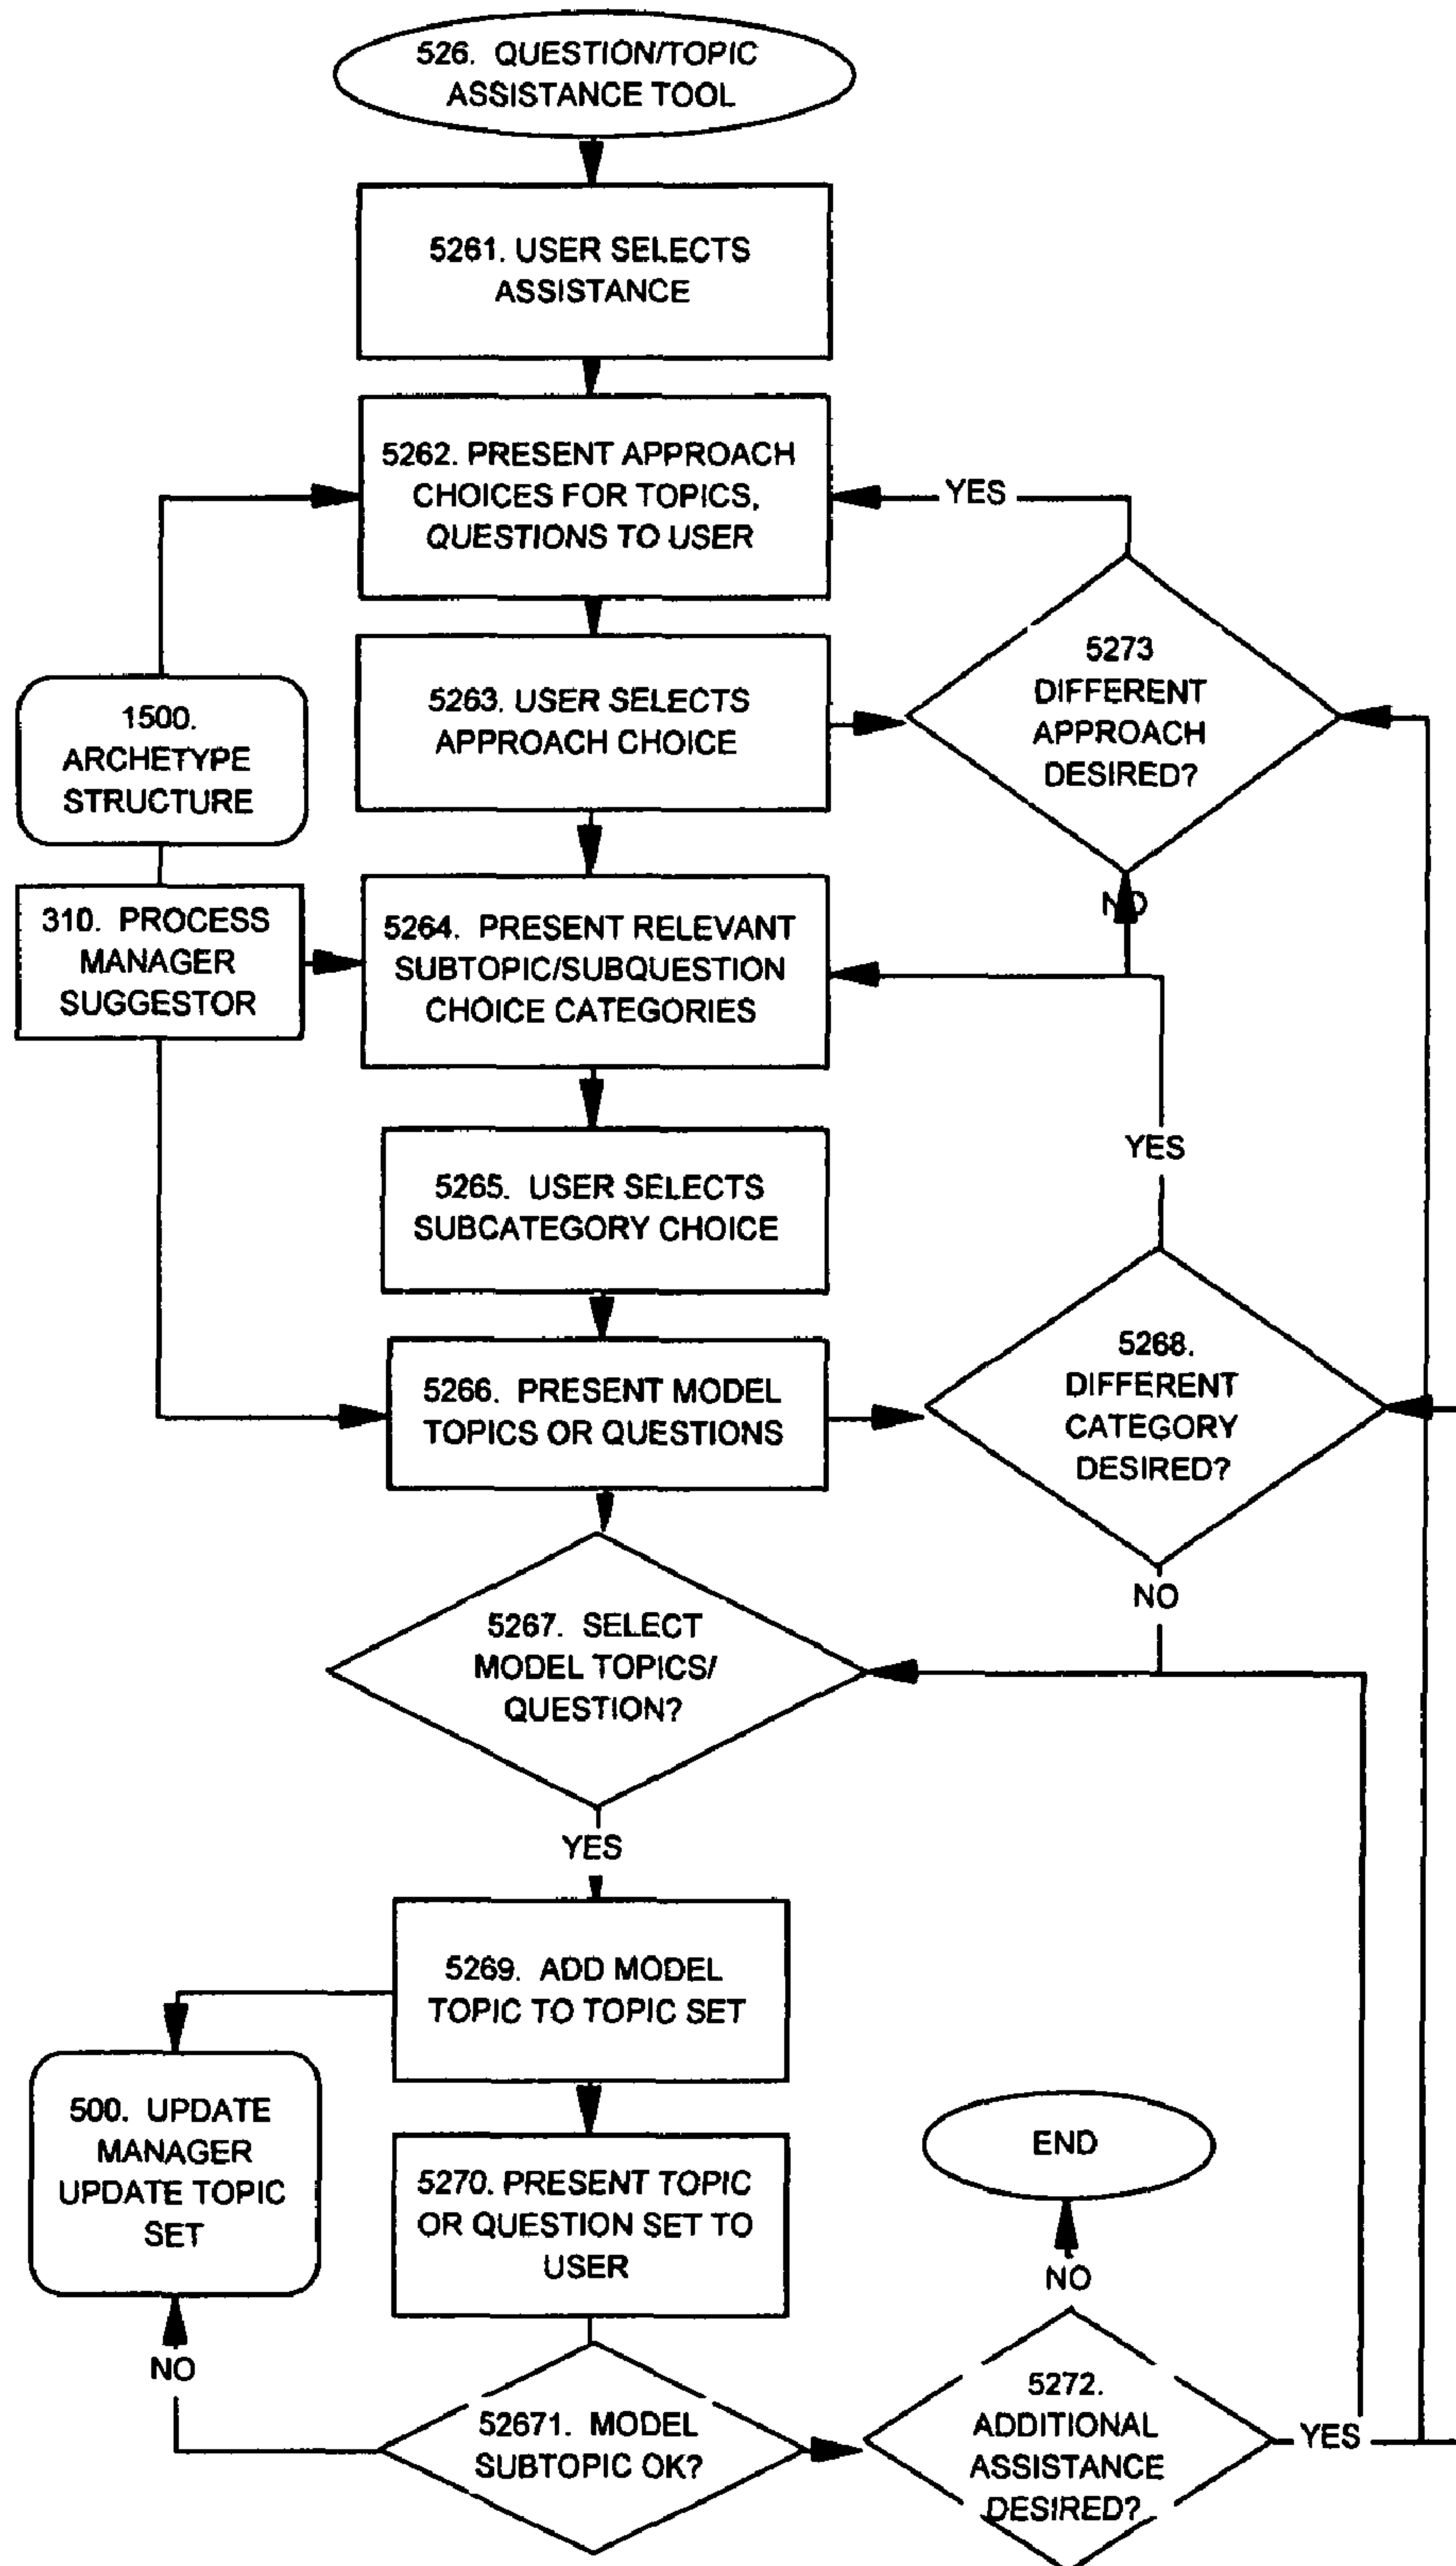 526. QUESTION/TOPIC
ASSISTANCE TOOL
5261. USER SELECTS
ASSISTANCE
5262. PRESENT APPROACH
CHOICES FOR TOPICS,
QUESTIONS TO USER
YES
5273
DIFFERENT
APPROACH
DESIRED?
5263. USER SELECTS
APPROACH CHOICE
1500.
ARCHETYPE
STRUCTURE
NO
310. PROCESS
MANAGER
SUGGESTOR
5264. PRESENT RELEVANT
SUBTOPIC/SUBQUESTION
CHOICE CATEGORIES
YES
5265. USER SELECTS
SUBCATEGORY CHOICE
5268.
DIFFERENT
CATEGORY
DESIRED?
5266. PRESENT MODEL
TOPICS OR QUESTIONS
NO
5267. SELECT
MODEL TOPICS/
QUESTION?
YES
5269. ADD MODEL
TOPIC TO TOPIC SET
500. UPDATE
MANAGER
UPDATE TOPIC
SET
5270. PRESENT TOPIC
OR QUESTION SET TO
USER
END
NO
NO
52671. MODEL
SUBTOPIC OK?
5272.
ADDITIONAL
ASSISTANCE
DESIRED?
YES